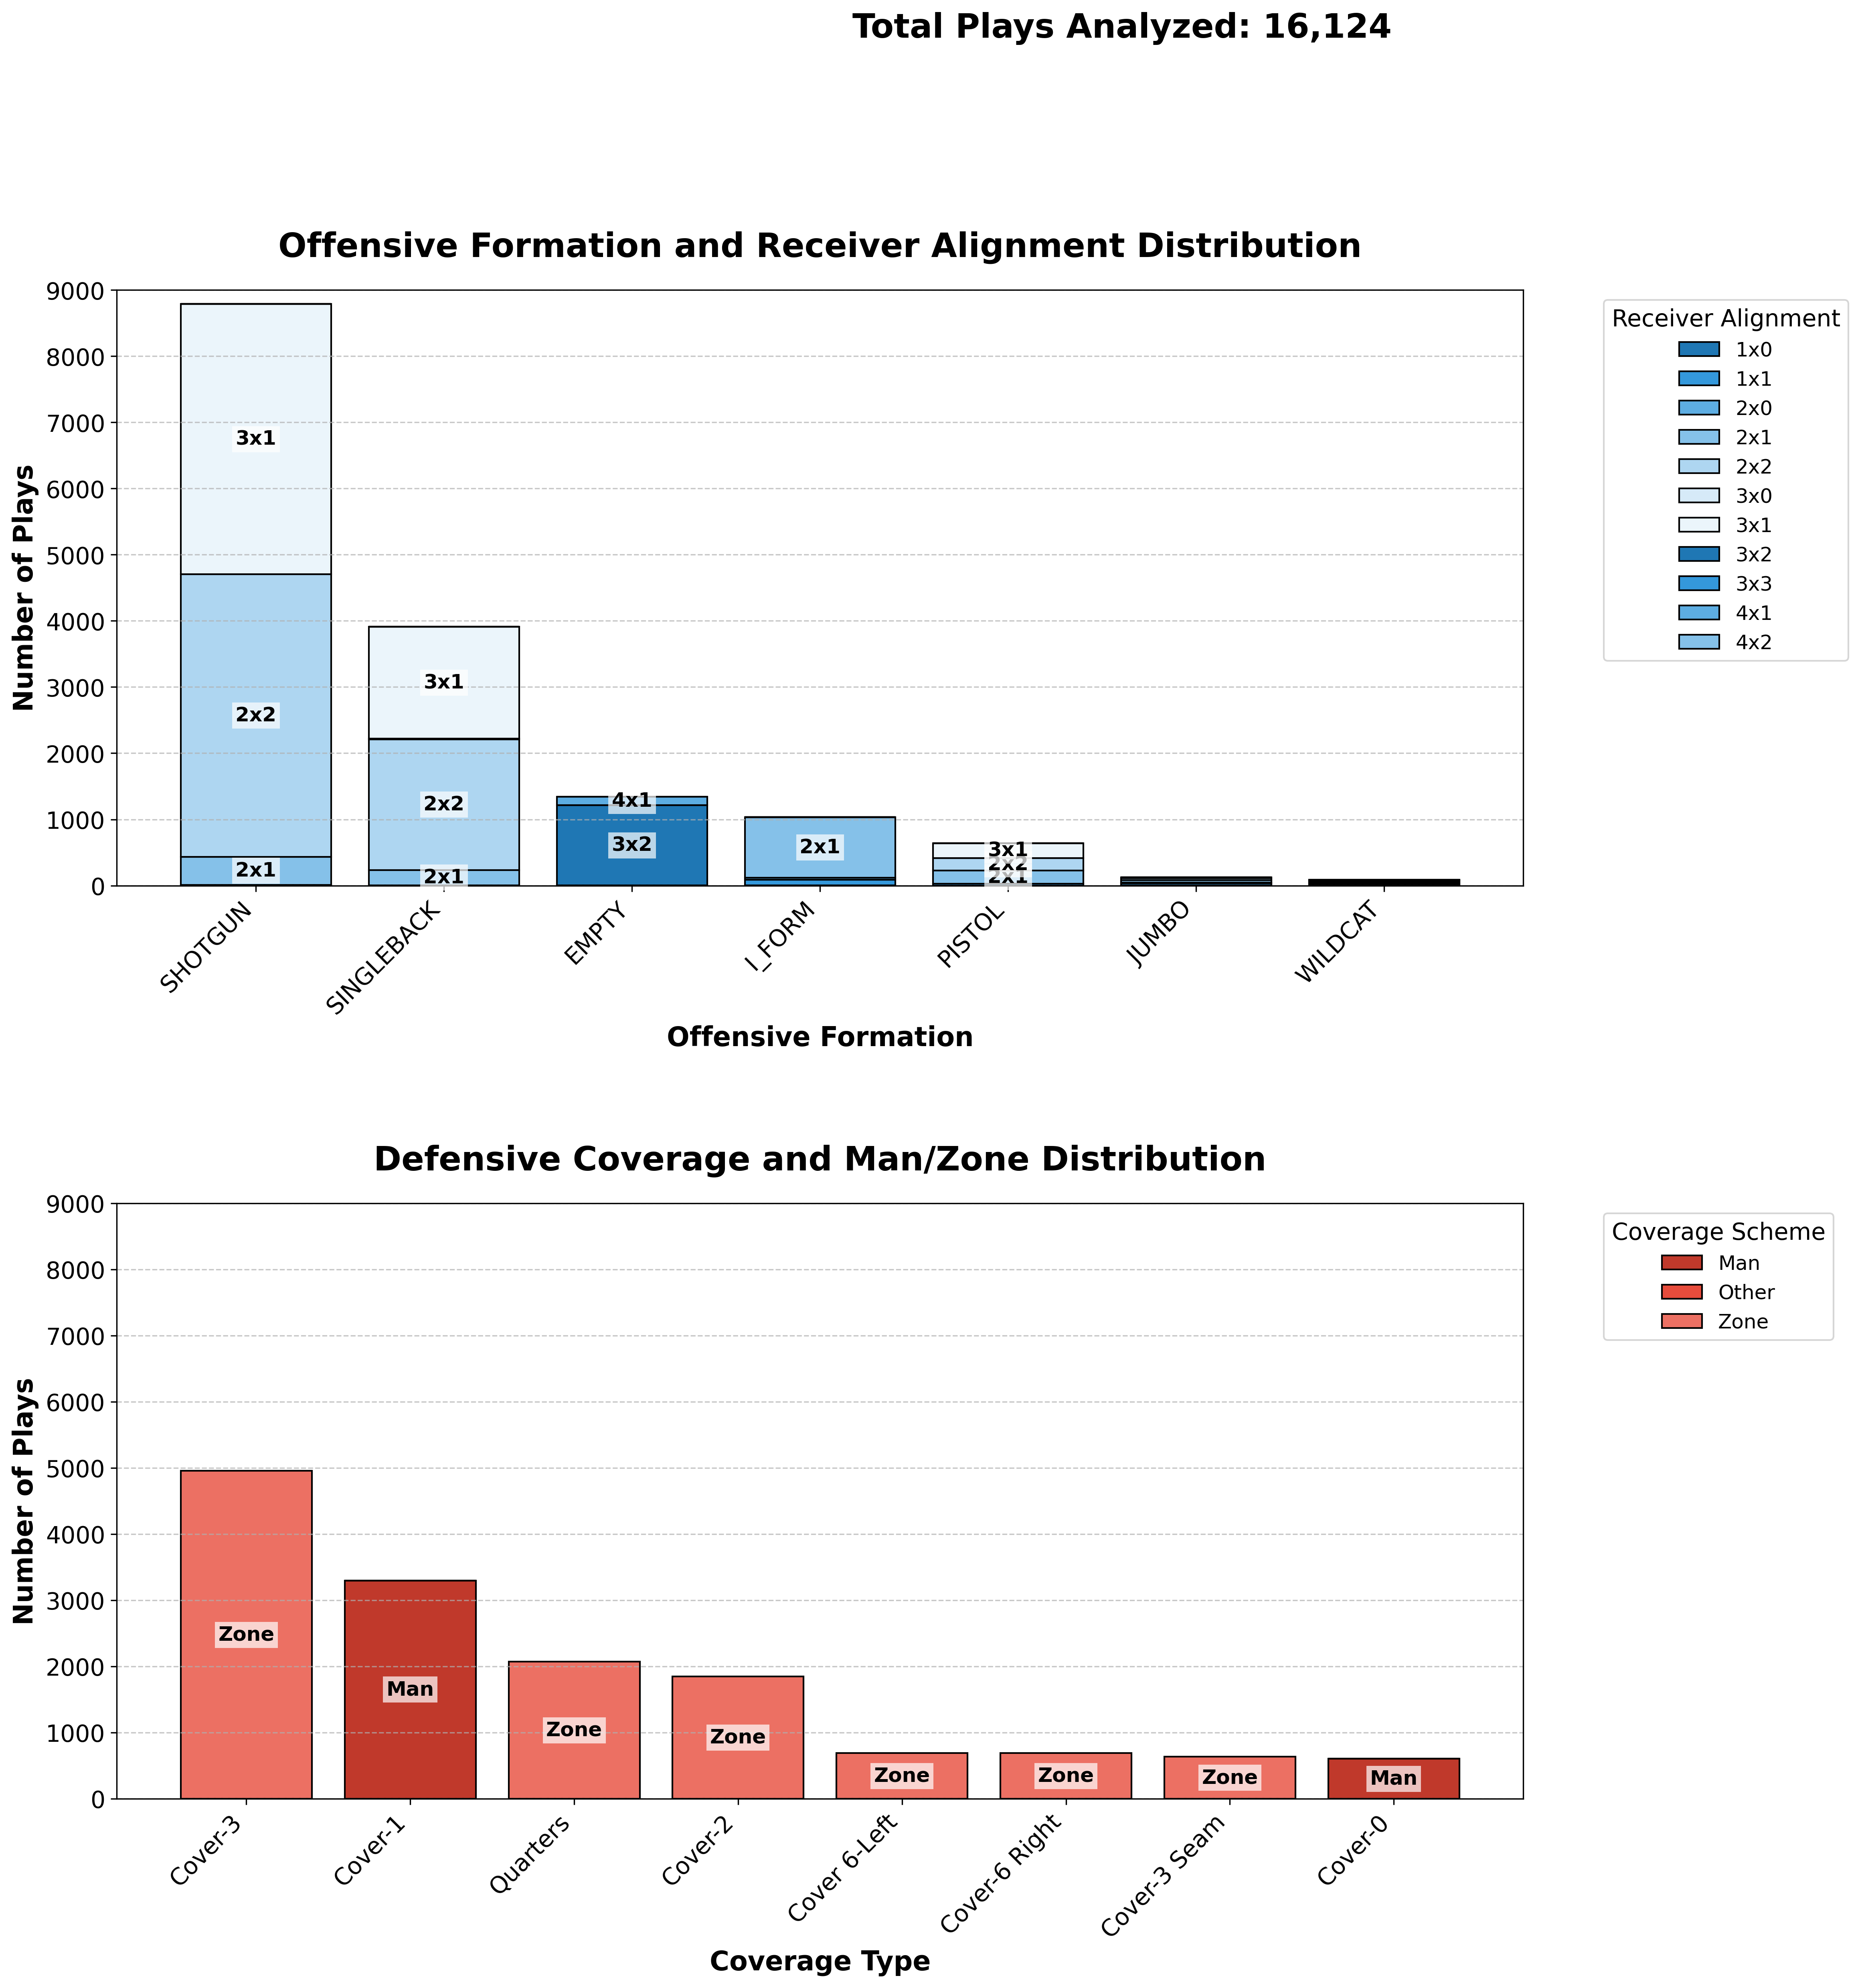 Total Plays Analyzed: 16,124
Offensive Formation and Receiver Alignment Distribution
Number of Plays
9000
8000
7000
6000
5000
4000
3000
2000
1000
0
3x1
2x2
2x1
3x1
2x2
2x1
4x1
3x2
2x1
3x1
2x2
2x1
SHOTGUN
SINGLEBACK
EMPTY
I_FORM
PISTOL
JUMBO
WILDCAT
Offensive Formation
Receiver Alignment
1x0
1x1
2x0
2x1
2x2
3x0
3x1
3x2
3x3
4x1
4x2
Defensive Coverage and Man/Zone Distribution
Number of Plays
9000
8000
7000
6000
5000
4000
3000
2000
1000
0
Zone
Man
Zone
Zone
Zone
Zone
Zone
Man
Cover-3
Cover-1
Quarters
Cover-2
Cover 6-Left
Cover-6 Right
Cover-3 Seam
Cover-0
Coverage Type
Coverage Scheme
Man
Other
Zone